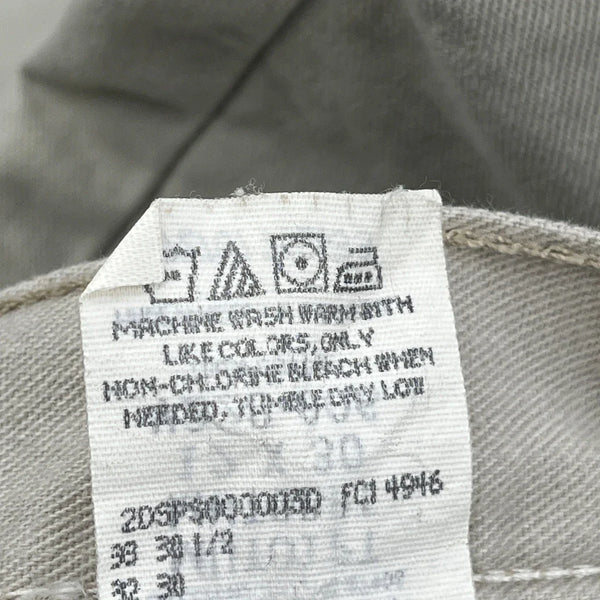 MACHINE WASH WARM WITH
LIKE COLORS, ONLY
NON-CHLORINE BLEACH WHEN
NEEDED, TUMBLE DRY LOW
FCI 4946
38 38 1/2
32 30